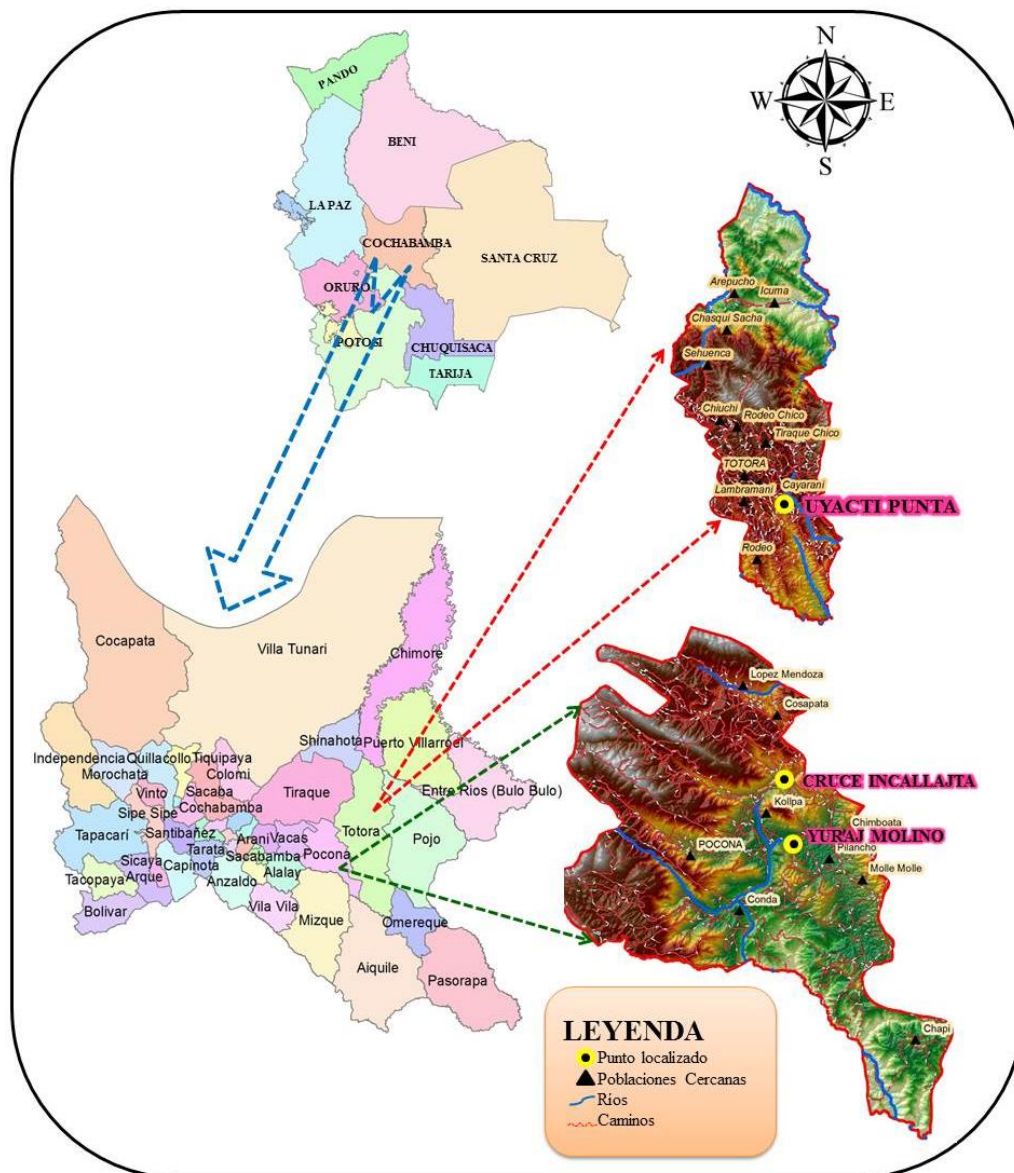 N
W E
S
PANDO
BENI
LA PAZ
COCHABAMBA
SANTA CRUZ
ORURO
POTOSI
CHUQUISACA
TARIJA
Arepucho
Icuma
Chasqui Sacha
Sehuenca
Chiuchi
Rodeo Chico
Tiraque Chico
TOTORA
Lambramani
Cayarani
UYACTI PUNTA
Rodeo
Cocapata
Villa Tunari
Chimore
Shinahota
Puerto Villarroel
Independencia
Morochata
Quillacollo
Tiquipaya
Colomi
Vinto
Sacaba
Cochabamba
Tiraque
Entre Rios (Bulo Bulo)
Sipe Sipe
Tapacarí
Santibañez
Arani
Vacas
Totora
Pojo
Tarata
Sacabamba
Pocona
Sicaya
Capinota
Alalay
Tacopaya
Arque
Anzaldo
Bolivar
Vila Vila
Mizque
Omereque
Aiquile
Pasorapa
Lopez Mendoza
Cosapata
CRUCE INCALLAJTA
Kollpa
Chimboata
YURAJ MOLINO
POCONA
Pilancho
Molle Molle
Conda
Chapi
LEYENDA
Punto localizado
Poblaciones Cercanas
Rios
Caminos